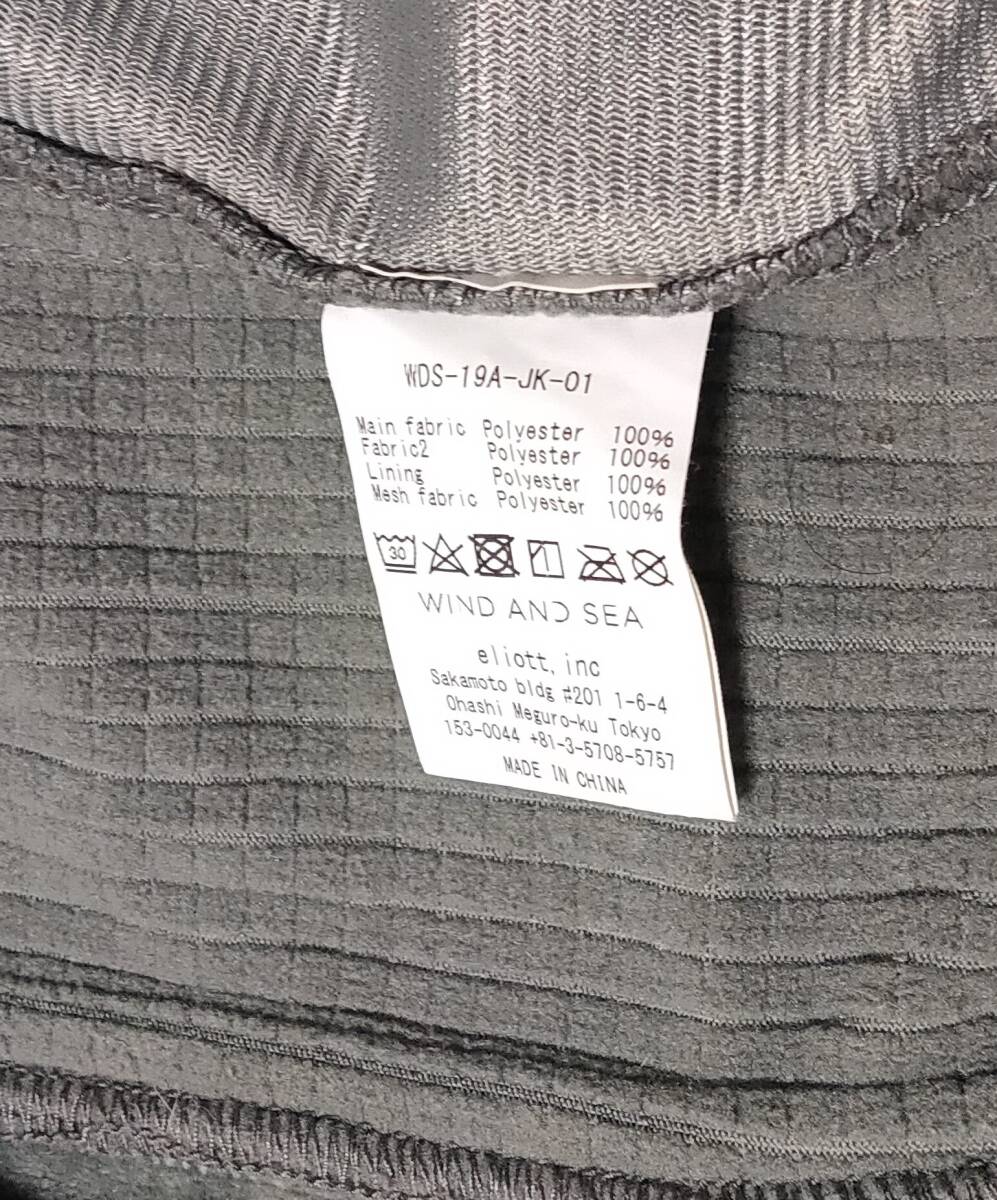 WDS-19A-JK-01
Main fabric Polyester 100%
Fabric2 Polyester 100%
Lining Polyester 100%
Mesh fabric Polyester 100%
30
WIND AND SEA
eliott, inc
Sakamoto bldg #201 1-6-4
Ohashi Meguro-ku Tokyo
153-0044 +81-3-5708-5757
MADE IN CHINA